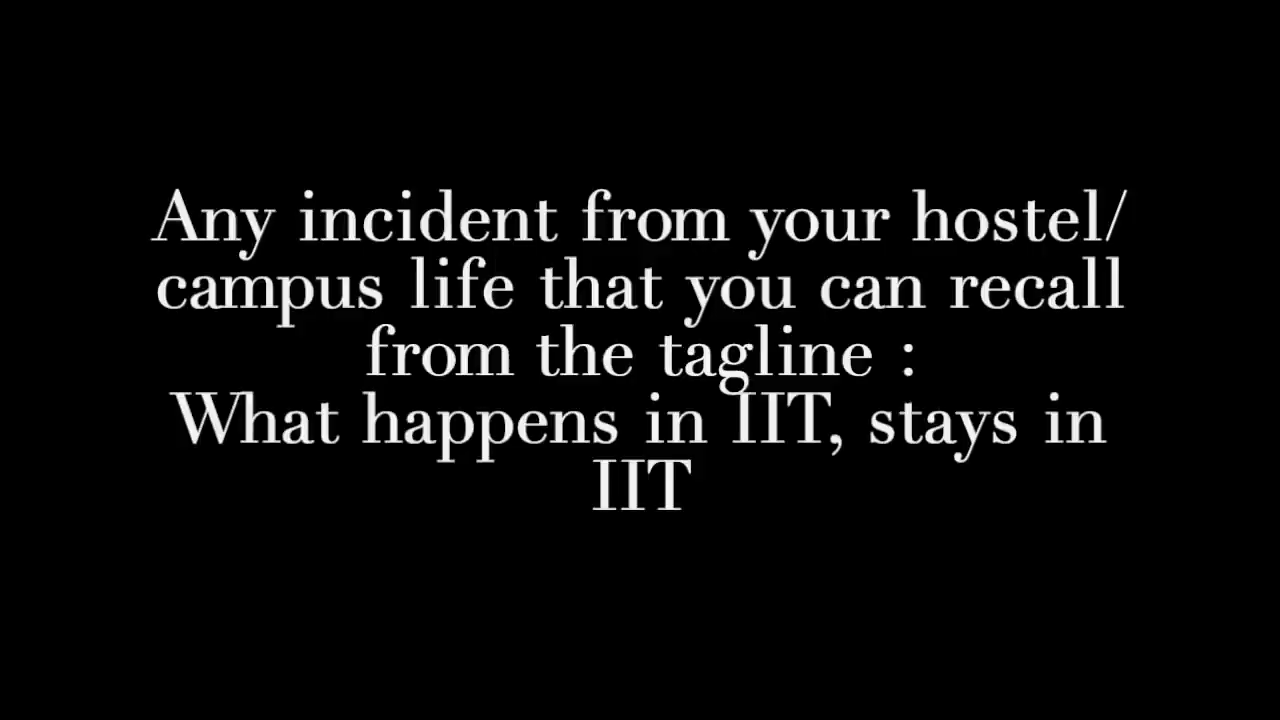 Any incident from your hostel/
campus life that you can recall
from the tagline :
What happens in IIT, stays in
IIT